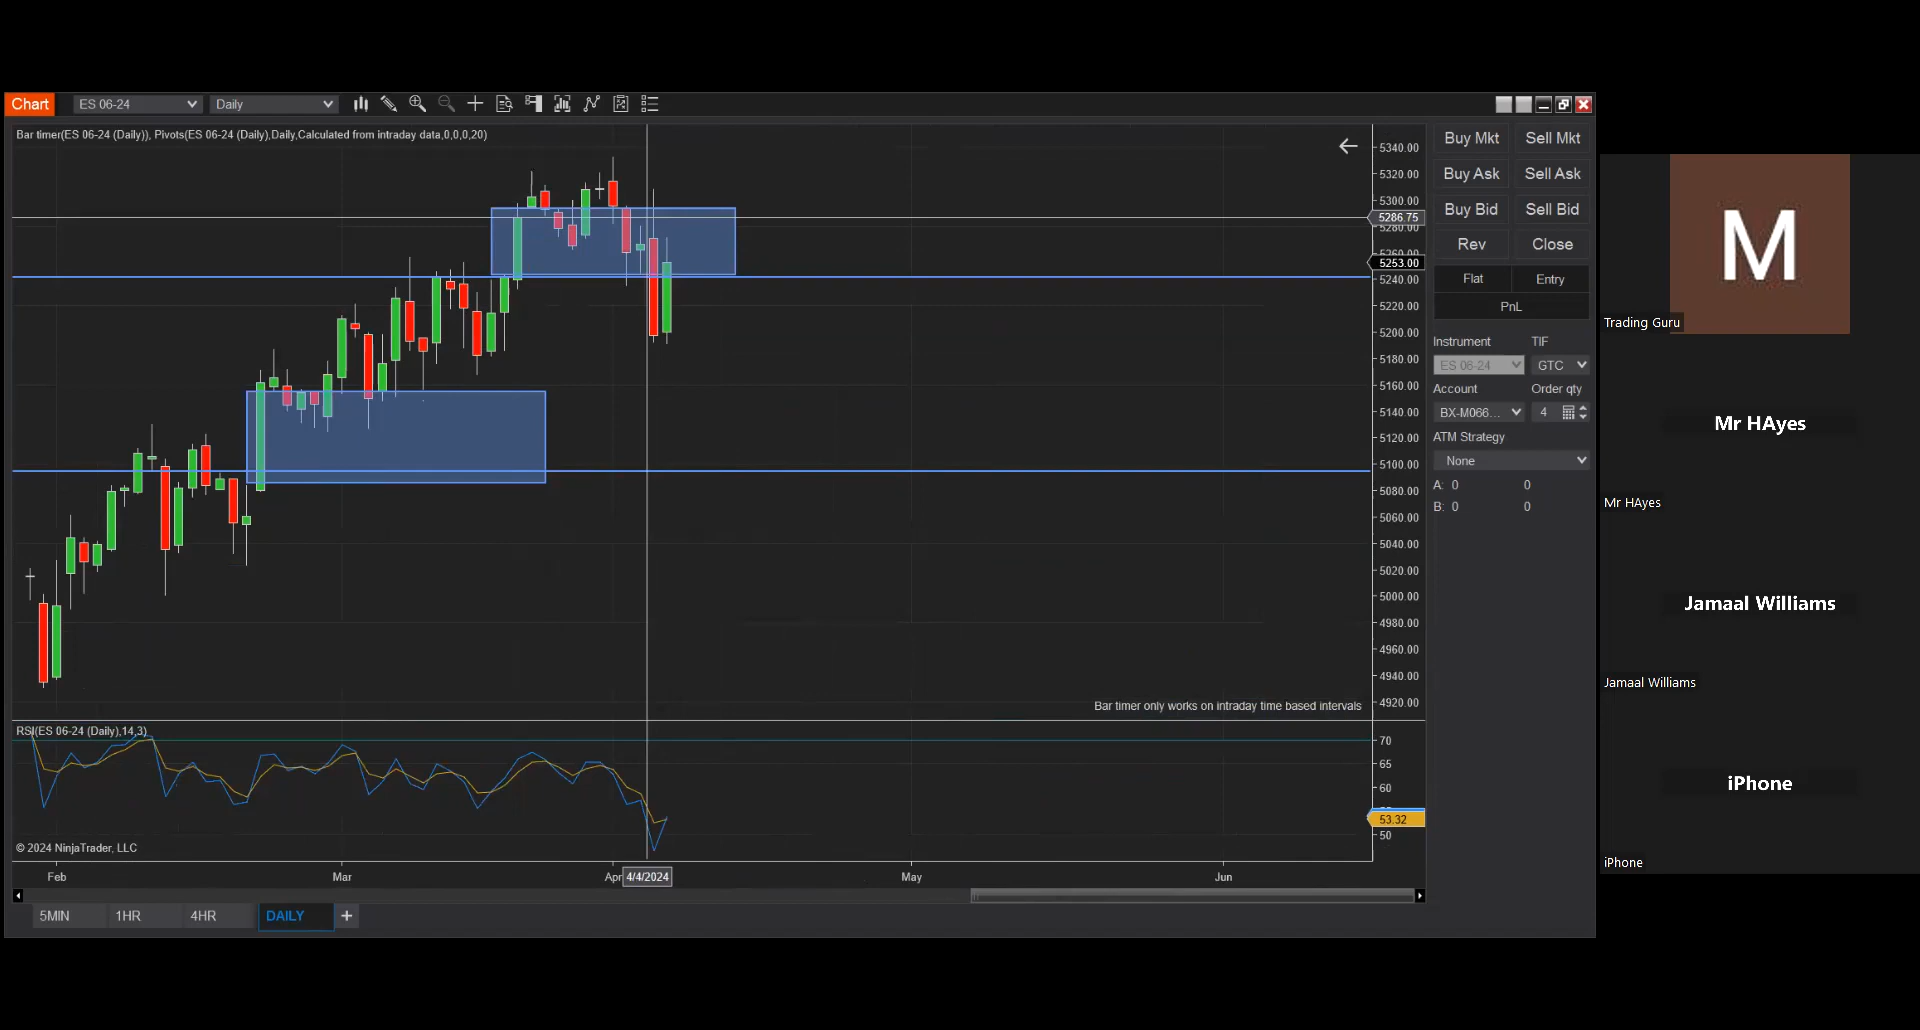 Chart
ES 06-24
Daily
Bar timer(ES 06-24 (Daily)), Pivots(ES 06-24 (Daily),Daily,Calculated from intraday data,0,0,0,20)
5340.00
5320.00
5300.00
5286.75
5280.00
5253.00
5240.00
5220.00
5200.00
5180.00
5160.00
5140.00
5120.00
5100.00
5080.00
5060.00
5040.00
5020.00
5000.00
4980.00
4960.00
4940.00
4920.00
Bar timer only works on intraday time based intervals
RSI(ES 06-24 (Daily),14,3)
70
65
60
53.32
50
© 2024 NinjaTrader, LLC
Feb
Mar
Apr
4/4/2024
May
Jun
5MIN
1HR
4HR
DAILY
+
Buy Mkt
Sell Mkt
Buy Ask
Sell Ask
Buy Bid
Sell Bid
Rev
Close
Flat
Entry
PnL
Instrument
TIF
ES 06-24
GTC
Account
Order qty
BX-M066...
4
ATM Strategy
None
A: 0
0
B: 0
0
M
Trading Guru
Mr HAyes
Mr HAyes
Jamaal Williams
Jamaal Williams
iPhone
iPhone